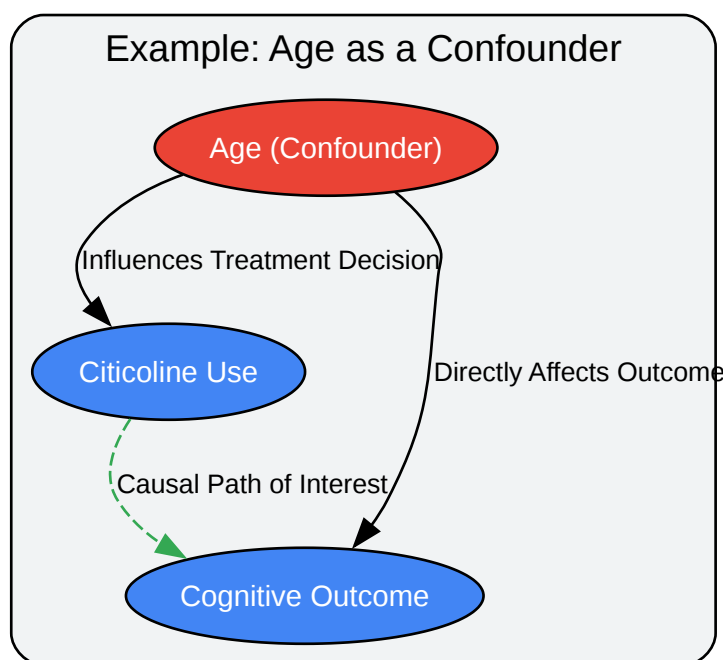 Example: Age as a Confounder
Age (Confounder)
Influences Treatment Decision
Citicoline Use
Directly Affects Outcome
Causal Path of Interest
Cognitive Outcome